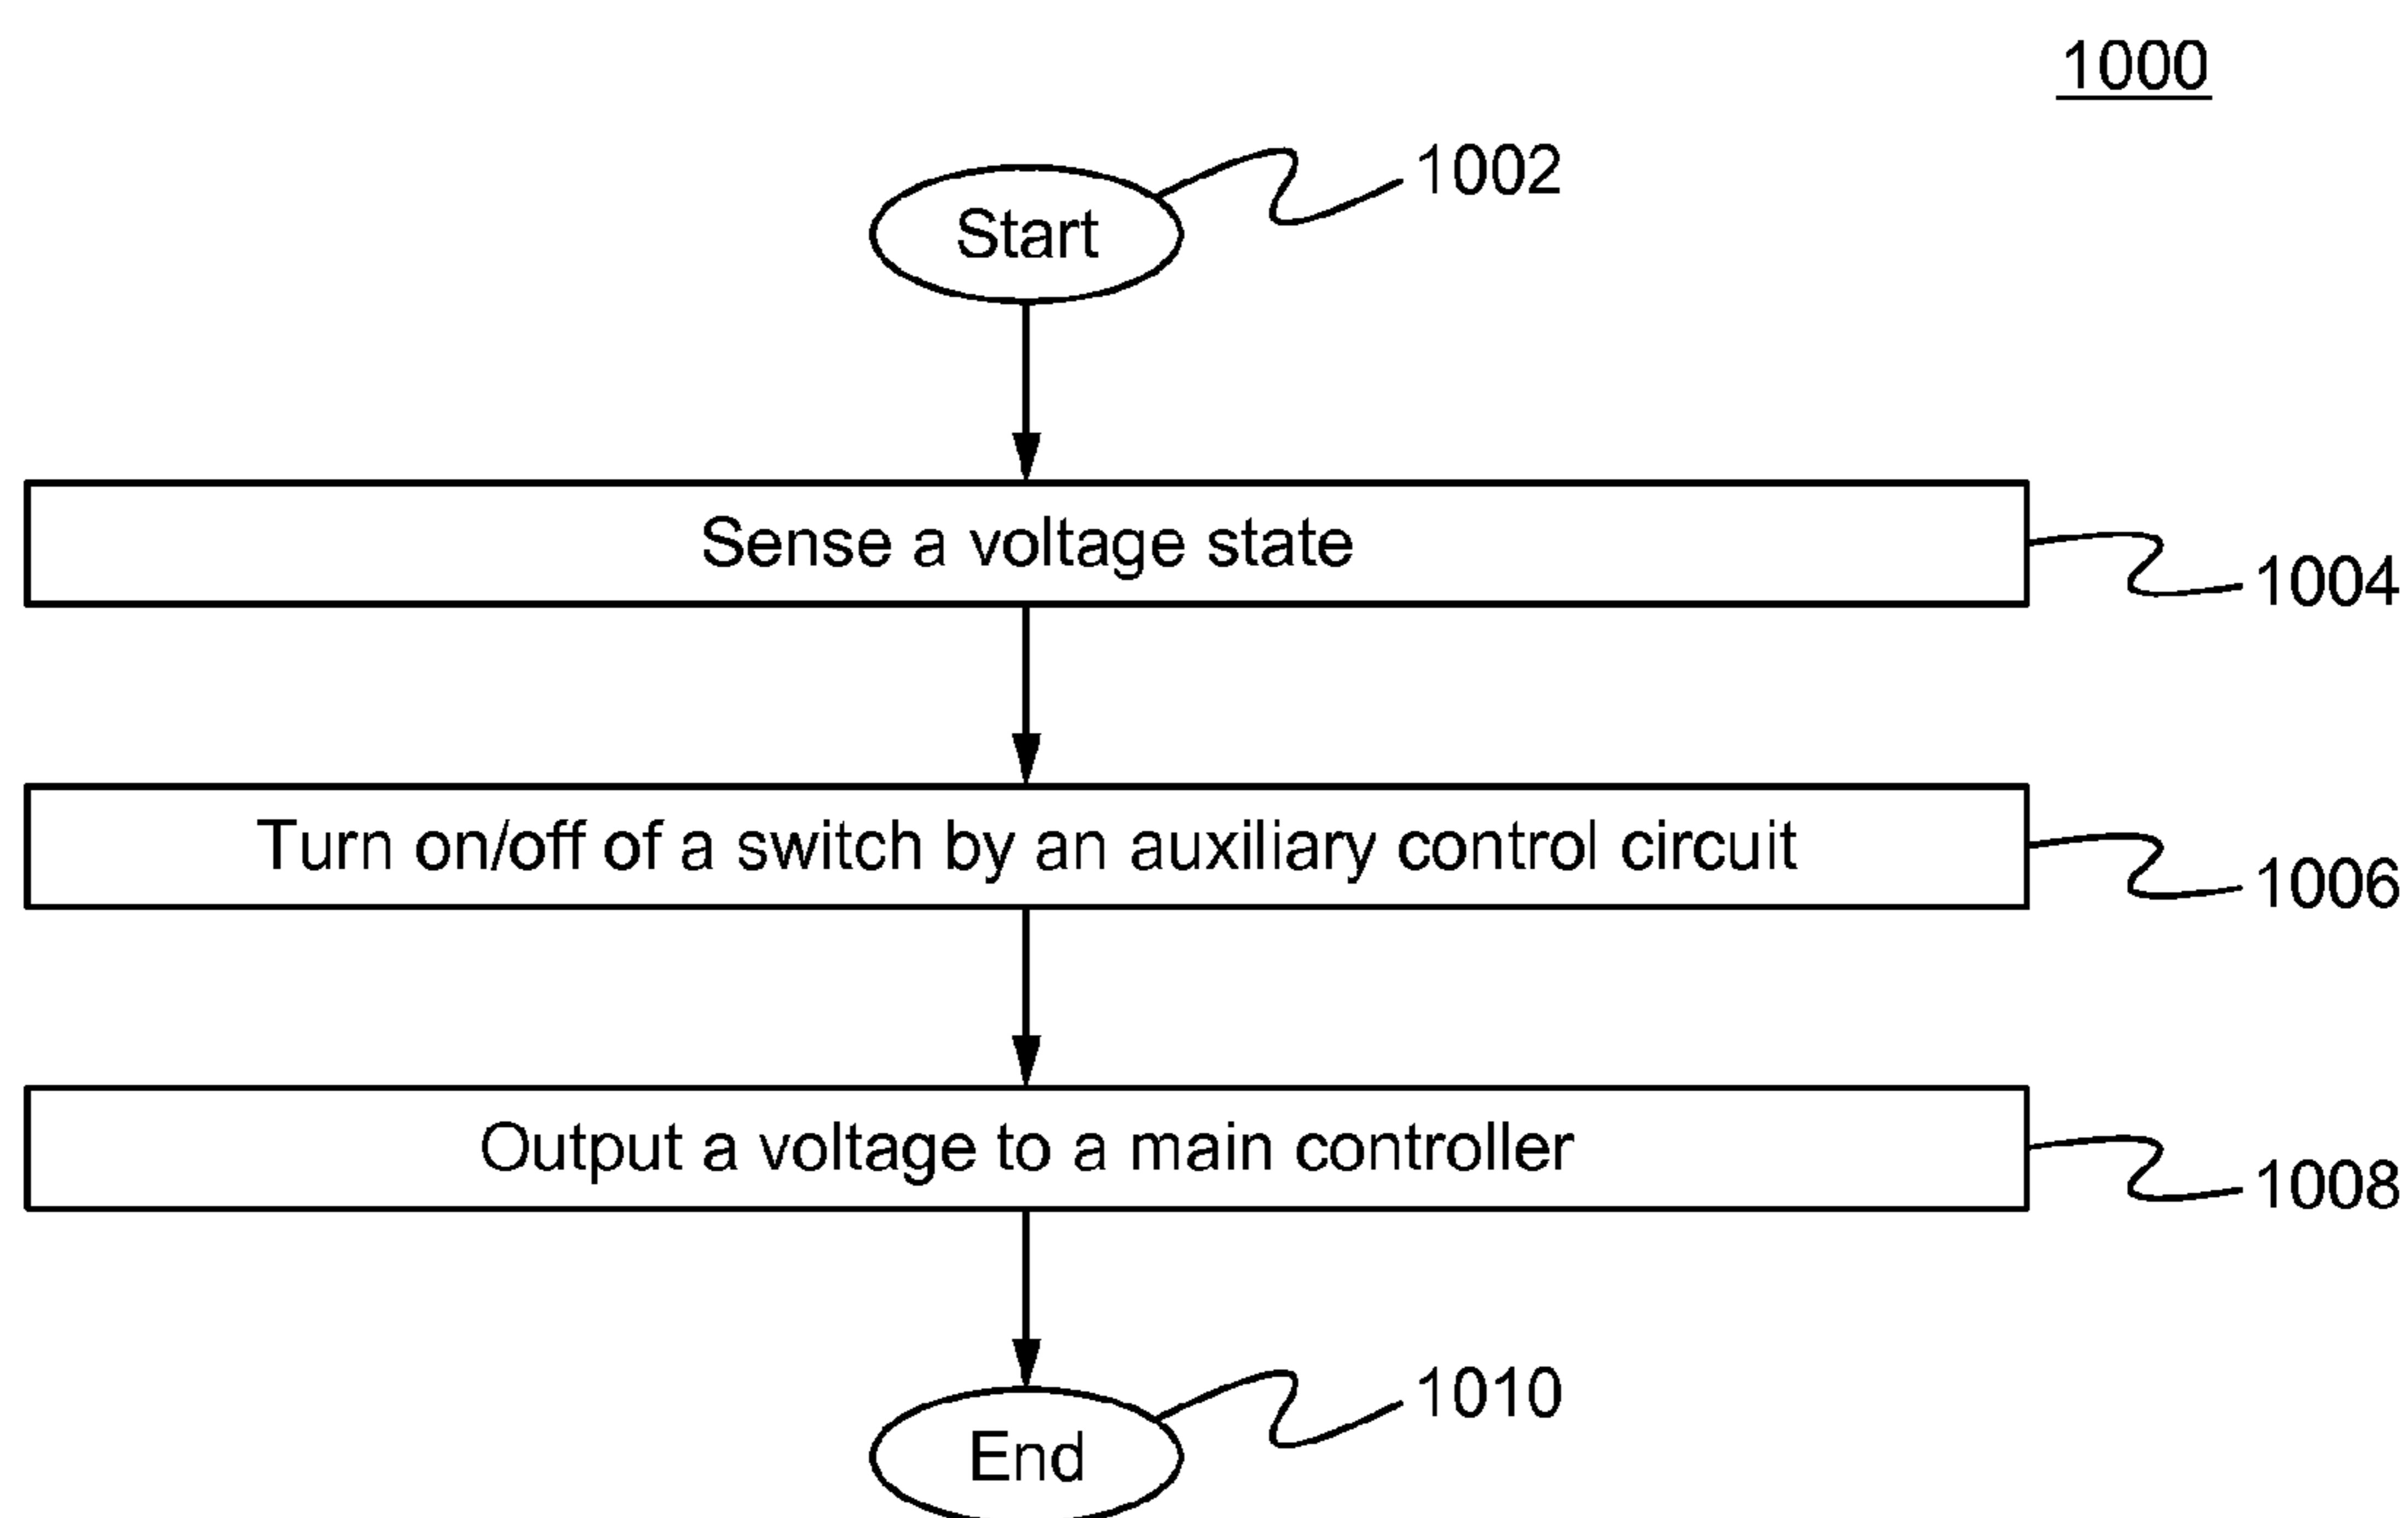 1000
Start
1002
Sense a voltage state
1004
Turn on/off of a switch by an auxiliary control circuit
1006
Output a voltage to a main controller
1008
End
1010